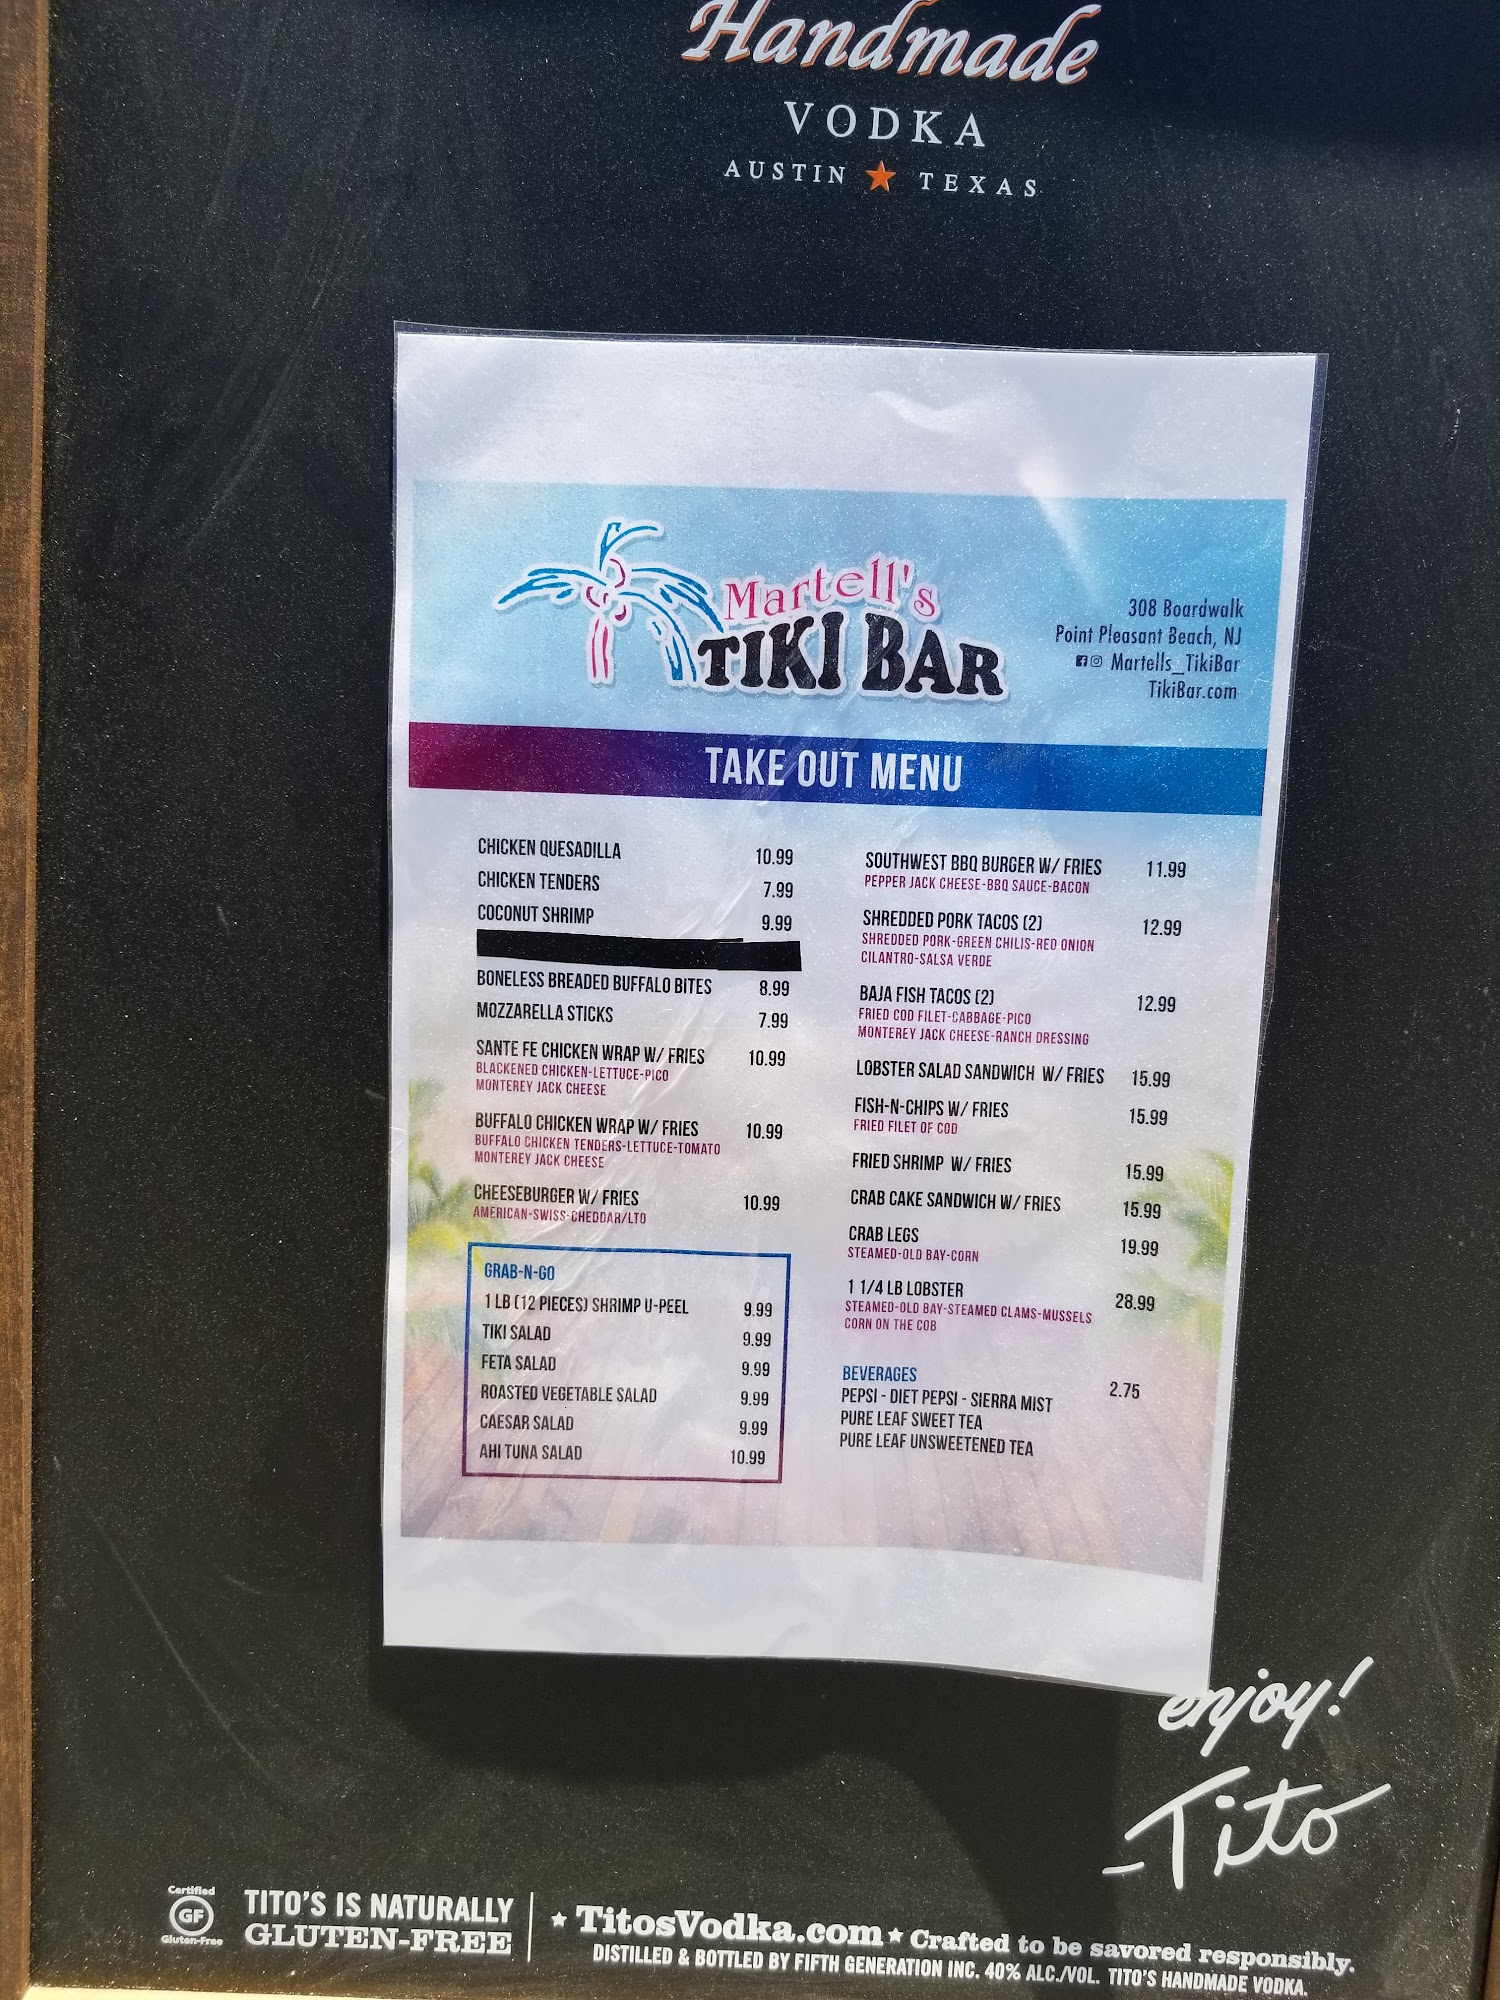 Handmade
VODKA
AUSTIN ★ TEXAS
Martell's
TIKI BAR
308 Boardwalk
Point Pleasant Beach, NJ
Martells_TikiBar
TikiBar.com
TAKE OUT MENU
CHICKEN QUESADILLA 10.99
CHICKEN TENDERS 7.99
COCONUT SHRIMP 9.99
BONELESS BREADED BUFFALO BITES 8.99
MOZZARELLA STICKS 7.99
SANTE FE CHICKEN WRAP W/ FRIES 10.99
BLACKENED CHICKEN-LETTUCE-PICO
MONTEREY JACK CHEESE
BUFFALO CHICKEN WRAP W/ FRIES 10.99
BUFFALO CHICKEN TENDERS-LETTUCE-TOMATO
MONTEREY JACK CHEESE
CHEESEBURGER W/ FRIES 10.99
AMERICAN-SWISS-CHEDDAR/LTO
GRAB-N-GO
1 LB (12 PIECES) SHRIMP U-PEEL 9.99
TIKI SALAD 9.99
FETA SALAD 9.99
ROASTED VEGETABLE SALAD 9.99
CAESAR SALAD 9.99
AHI TUNA SALAD 10.99
SOUTHWEST BBQ BURGER W/ FRIES 11.99
PEPPER JACK CHEESE-BBQ SAUCE-BACON
SHREDDED PORK TACOS (2) 12.99
SHREDDED PORK-GREEN CHILIS-RED ONION
CILANTRO-SALSA VERDE
BAJA FISH TACOS (2) 12.99
FRIED COD FILET-CABBAGE-PICO
MONTEREY JACK CHEESE-RANCH DRESSING
LOBSTER SALAD SANDWICH W/ FRIES 15.99
FISH-N-CHIPS W/ FRIES 15.99
FRIED FILET OF COD
FRIED SHRIMP W/ FRIES 15.99
CRAB CAKE SANDWICH W/ FRIES 15.99
CRAB LEGS 19.99
STEAMED-OLD BAY-CORN
1 1/4 LB LOBSTER 28.99
STEAMED-OLD BAY-STEAMED CLAMS-MUSSELS
CORN ON THE COB
BEVERAGES
PEPSI - DIET PEPSI - SIERRA MIST 2.75
PURE LEAF SWEET TEA
PURE LEAF UNSWEETENED TEA
enjoy!
-Tito
Certified
GF
Gluten-Free
TITO'S IS NATURALLY
GLUTEN-FREE
★ TitosVodka.com ★ Crafted to be savored responsibly.
DISTILLED & BOTTLED BY FIFTH GENERATION INC. 40% ALC./VOL. TITO'S HANDMADE VODKA.